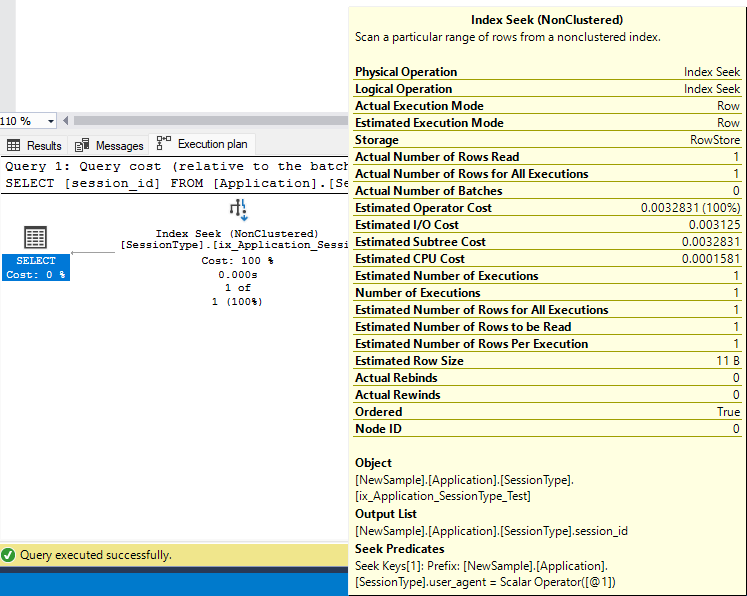 110 %
Results Messages Execution plan
Query 1: Query cost (relative to the batch
SELECT [session_id] FROM [Application].[Se
Index Seek (NonClustered)
[SessionType].[ix_Application_Sessi
Cost: 100 %
0.000s
1 of
1 (100%)
SELECT
Cost: 0 %
Query executed successfully.
Index Seek (NonClustered)
Scan a particular range of rows from a nonclustered index.
Physical Operation Index Seek
Logical Operation Index Seek
Actual Execution Mode Row
Estimated Execution Mode Row
Storage RowStore
Actual Number of Rows Read 1
Actual Number of Rows for All Executions 1
Actual Number of Batches 0
Estimated Operator Cost 0.0032831 (100%)
Estimated I/O Cost 0.003125
Estimated Subtree Cost 0.0032831
Estimated CPU Cost 0.0001581
Estimated Number of Executions 1
Number of Executions 1
Estimated Number of Rows for All Executions 1
Estimated Number of Rows to be Read 1
Estimated Number of Rows Per Execution 1
Estimated Row Size 11 B
Actual Rebinds 0
Actual Rewinds 0
Ordered True
Node ID 0
Object
[NewSample].[Application].[SessionType].
[ix_Application_SessionType_Test]
Output List
[NewSample].[Application].[SessionType].session_id
Seek Predicates
Seek Keys[1]: Prefix: [NewSample].[Application].
[SessionType].user_agent = Scalar Operator([@1])